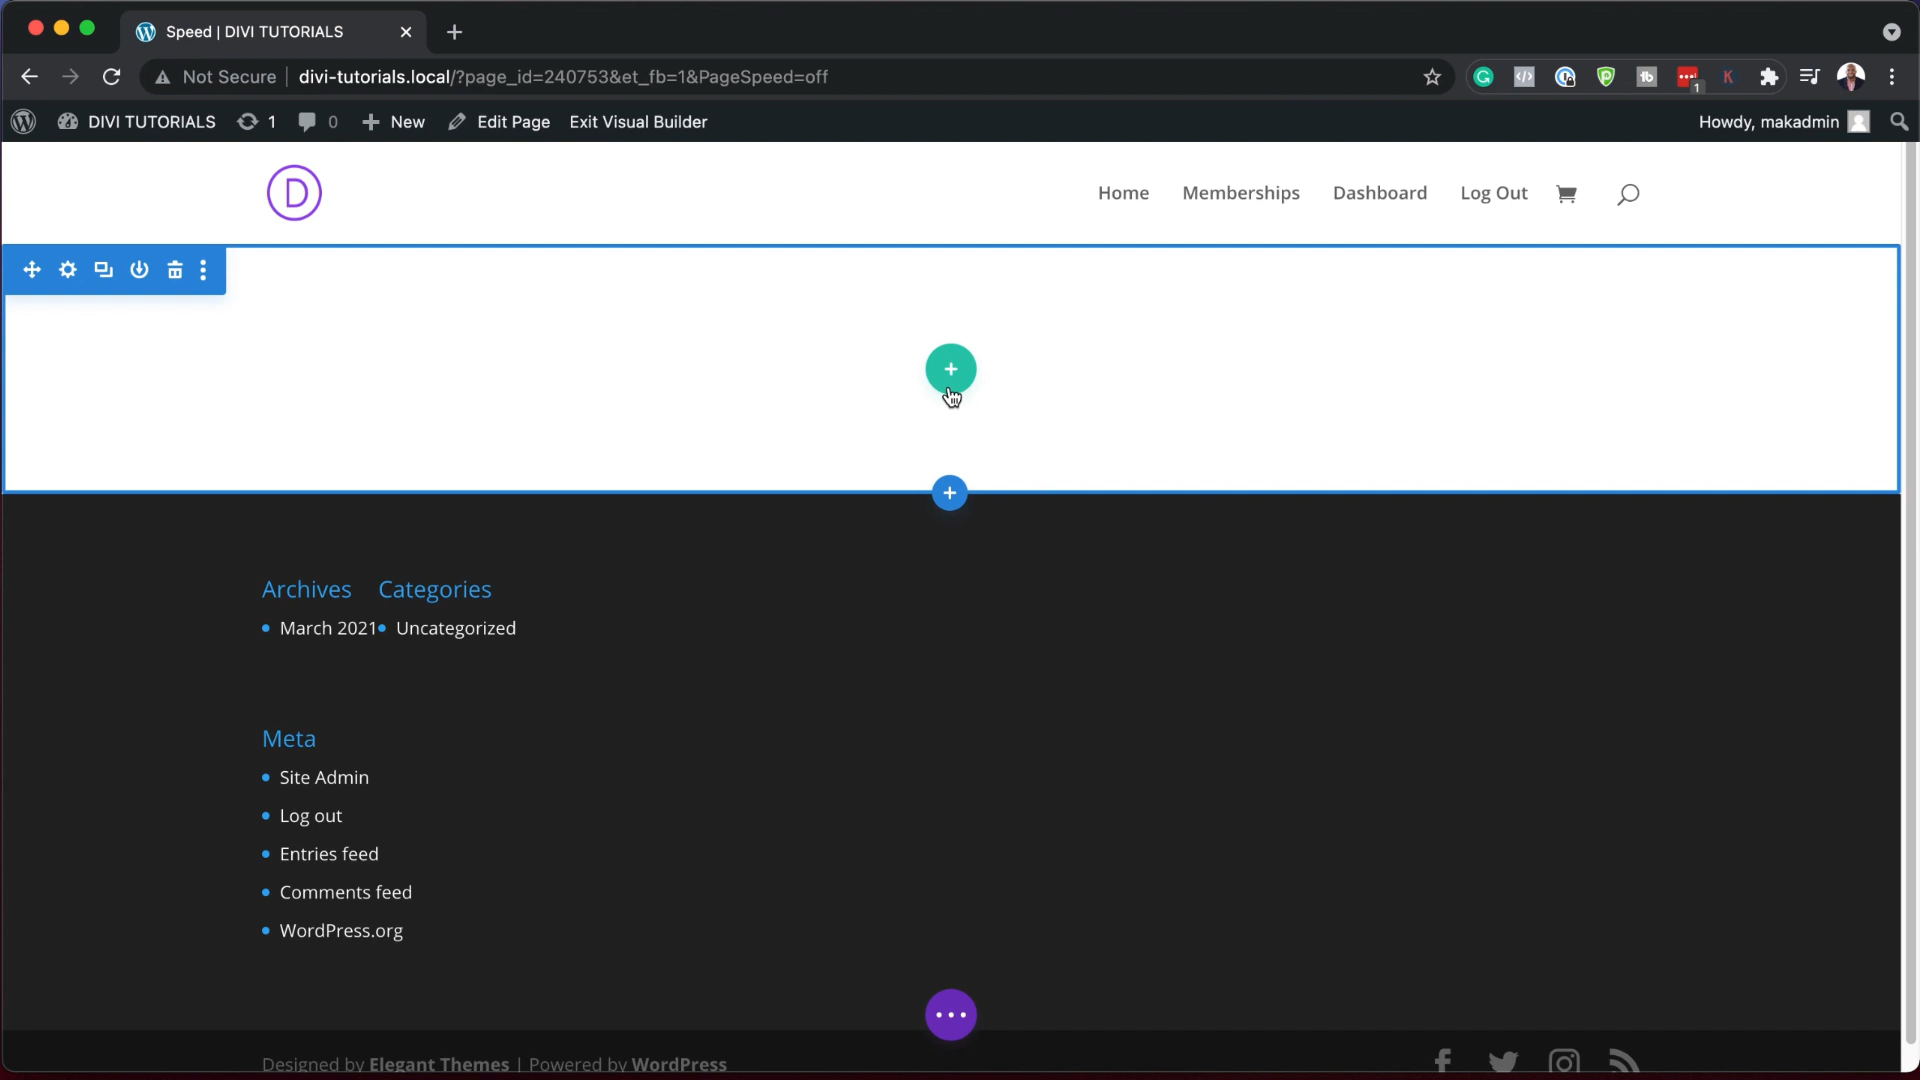 Speed | DIVI TUTORIALS
Not Secure divi-tutorials.local/?page_id=240753&et_fb=1&PageSpeed=off
1
DIVI TUTORIALS 1 0 New Edit Page Exit Visual Builder Howdy, makadmin
D Home Memberships Dashboard Log Out
Archives Categories
March 2021 Uncategorized
Meta
Site Admin
Log out
Entries feed
Comments feed
WordPress.org
Designed by Elegant Themes | Powered by WordPress